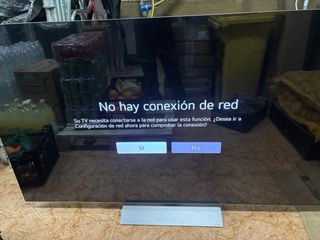 No hay conexión de red
Su TV necesita conectarse a la red para usar esta función. ¿Desea ir a
Configuración de red ahora para comprobar la conexión?
Sí
No